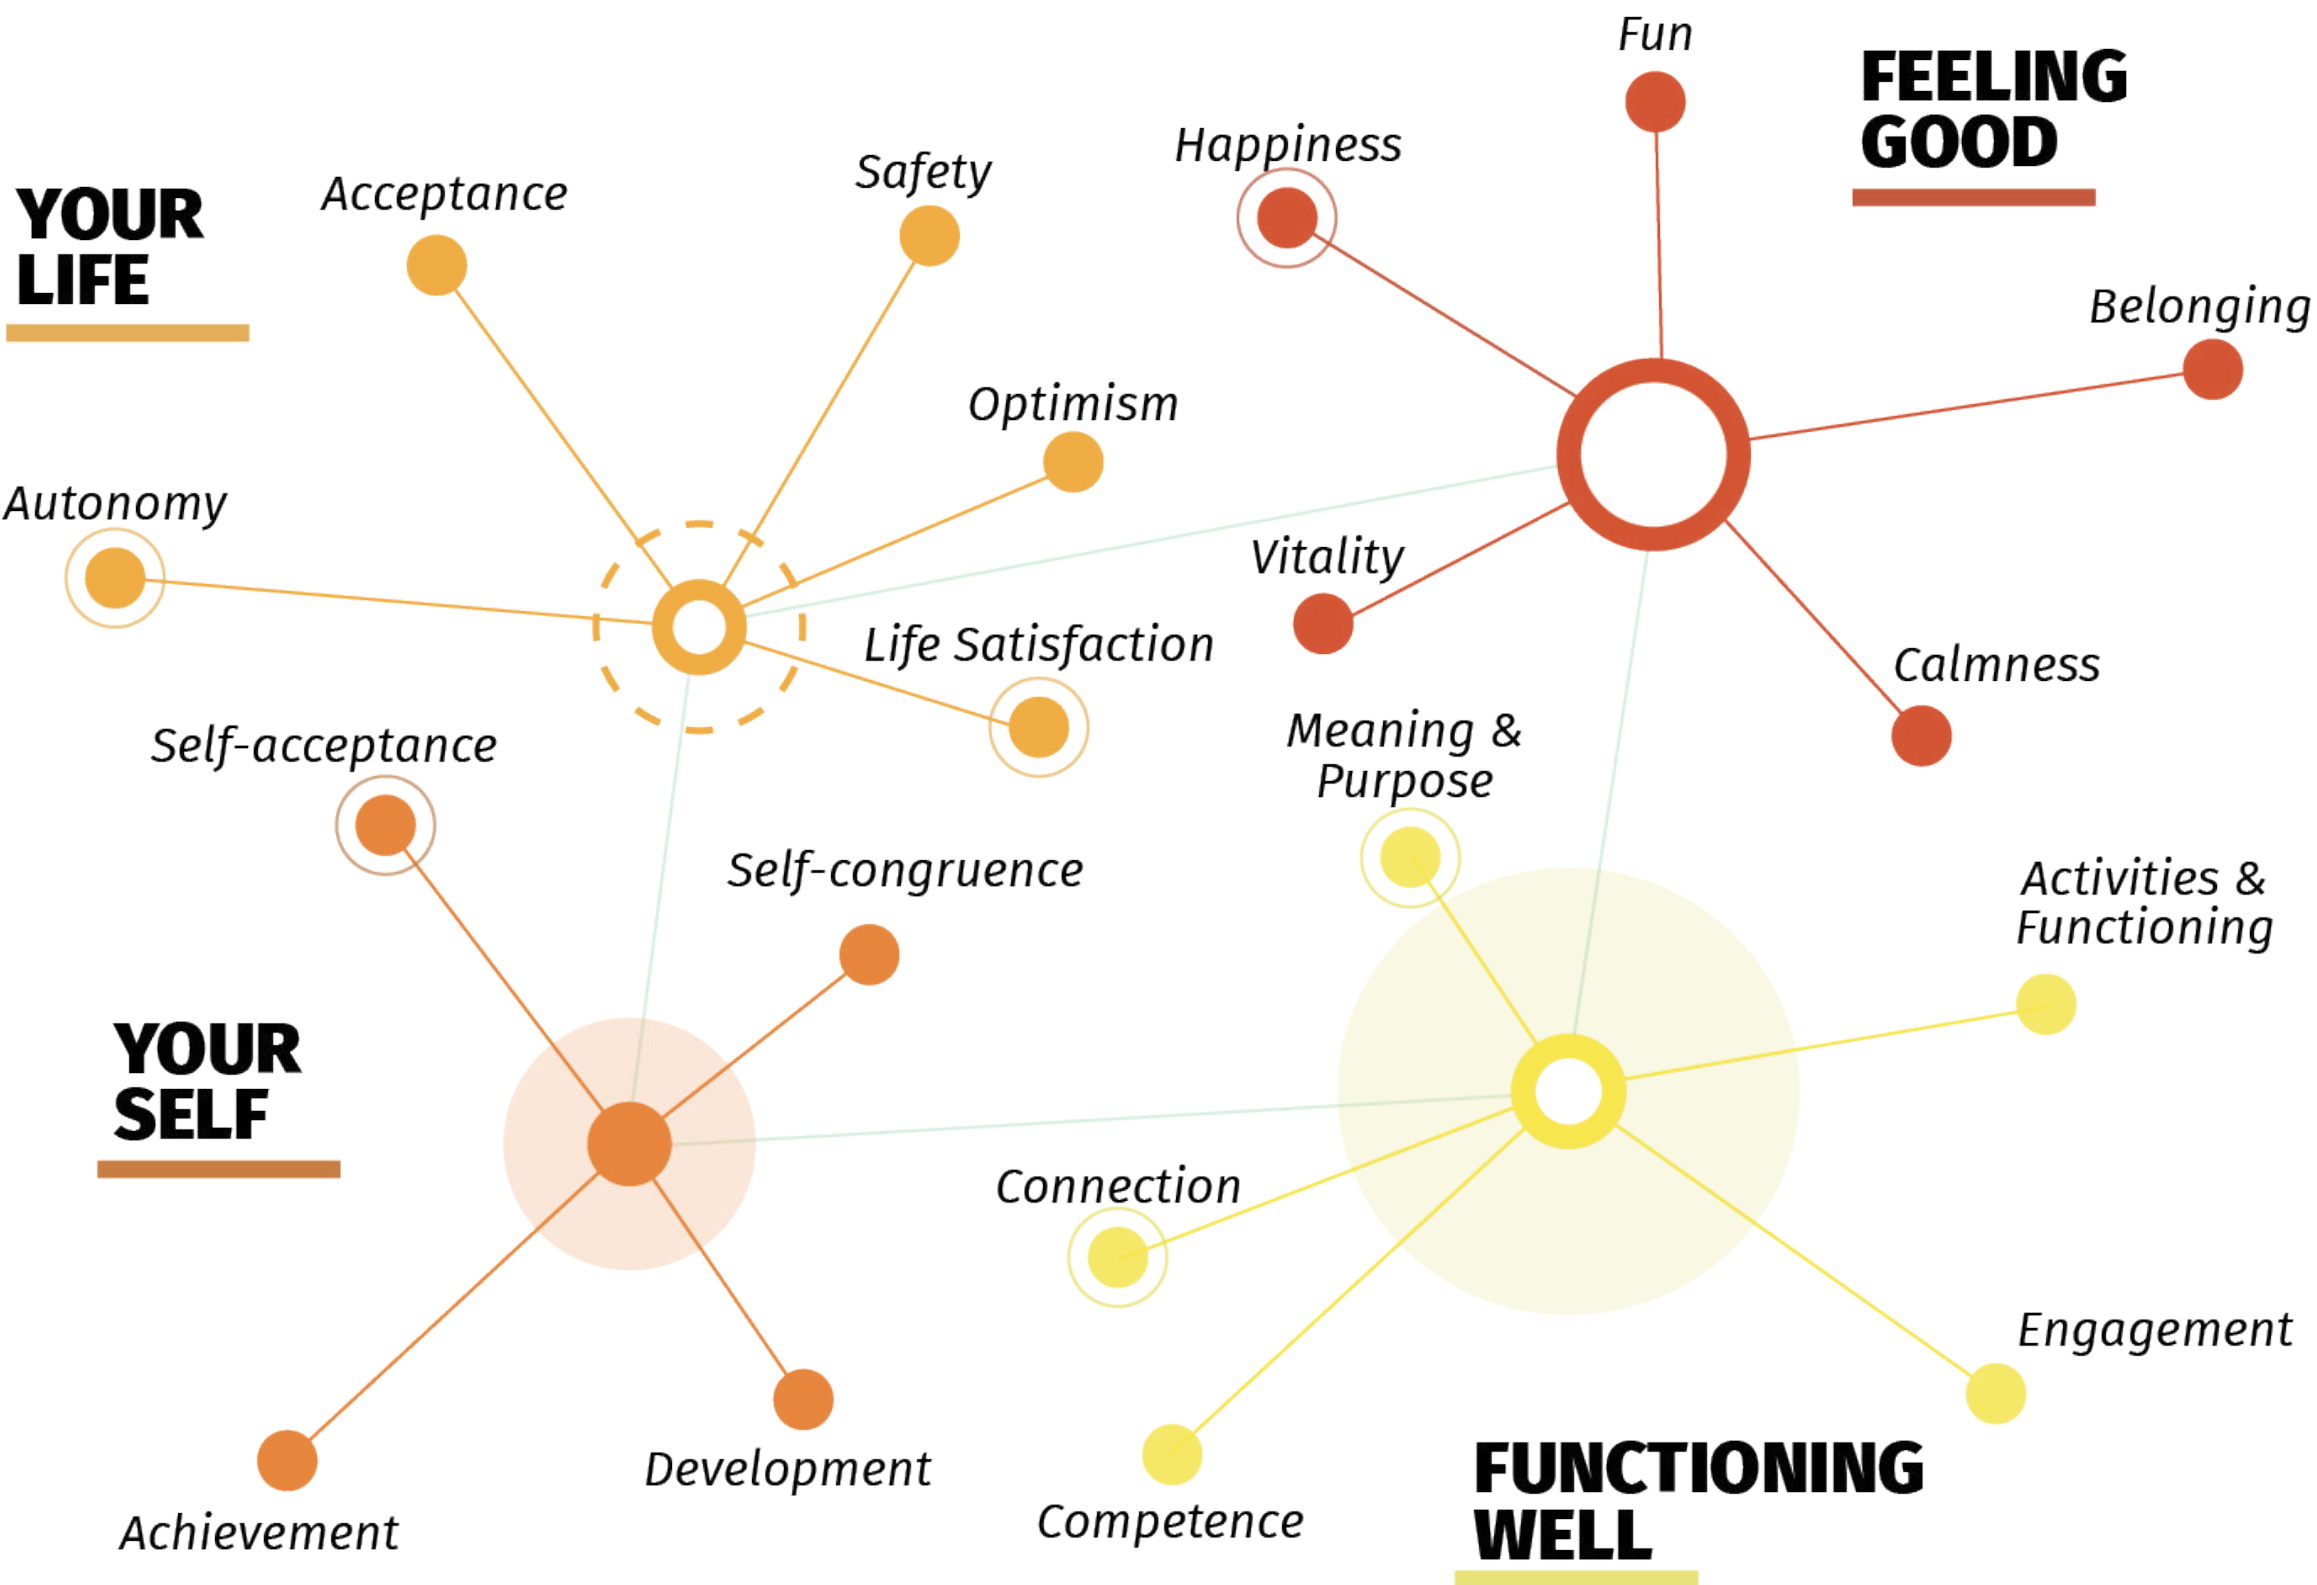 YOUR
LIFE
Acceptance
Safety
Optimism
Autonomy
Life Satisfaction
FEELING
GOOD
Fun
Happiness
Belonging
Vitality
Calmness
YOUR
SELF
Self-acceptance
Self-congruence
Achievement
Development
Meaning &
Purpose
Activities &
Functioning
Connection
Engagement
Competence
FUNCTIONING
WELL